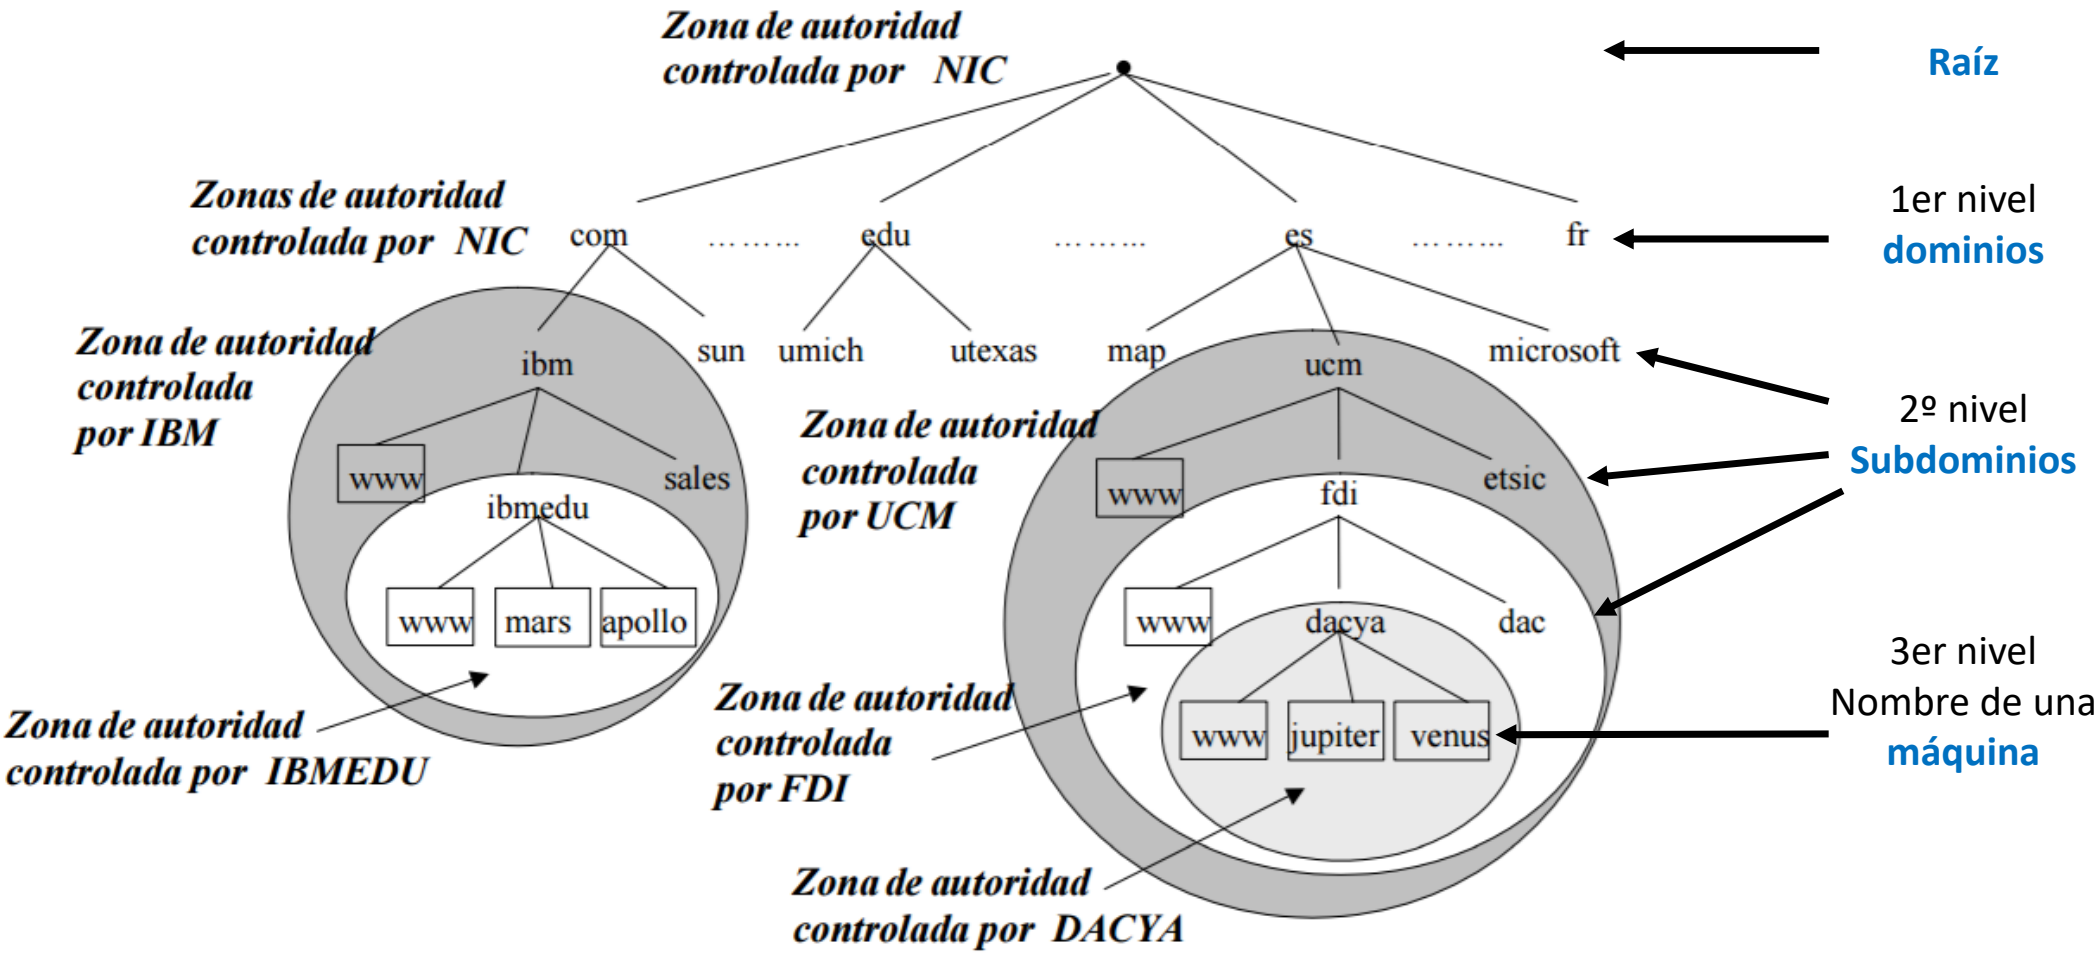 Zona de autoridad
controlada por NIC
Raíz
Zonas de autoridad
controlada por NIC
com ……... edu ……... es ……... fr
1er nivel
dominios
Zona de autoridad
controlada
por IBM
ibm
sun
umich
utexas
map
ucm
microsoft
2º nivel
Subdominios
www
sales
ibmedu
www mars apollo
Zona de autoridad
controlada por IBMEDU
Zona de autoridad
controlada
por UCM
www
fdi
etsic
www
dacya
dac
www jupiter venus
3er nivel
Nombre de una
máquina
Zona de autoridad
controlada
por FDI
Zona de autoridad
controlada por DACYA